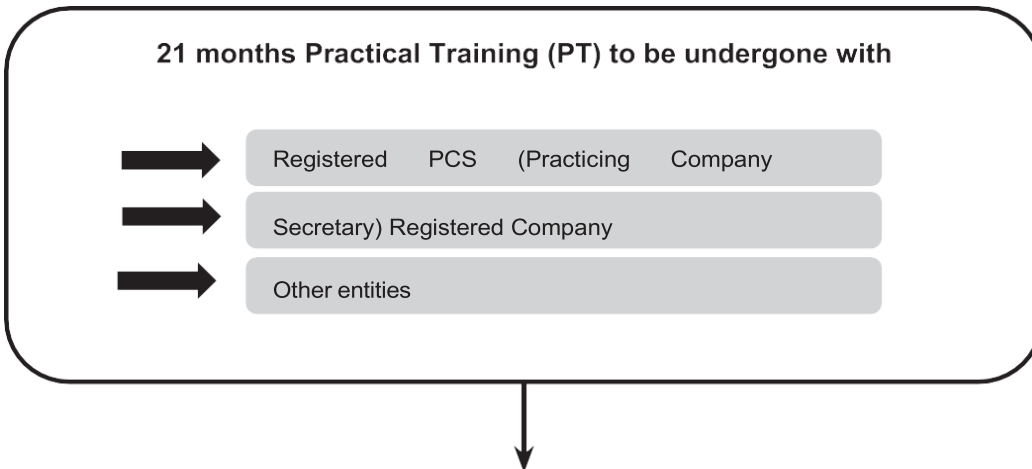 21 months Practical Training (PT) to be undergone with
Registered PCS (Practicing Company
Secretary) Registered Company
Other entities